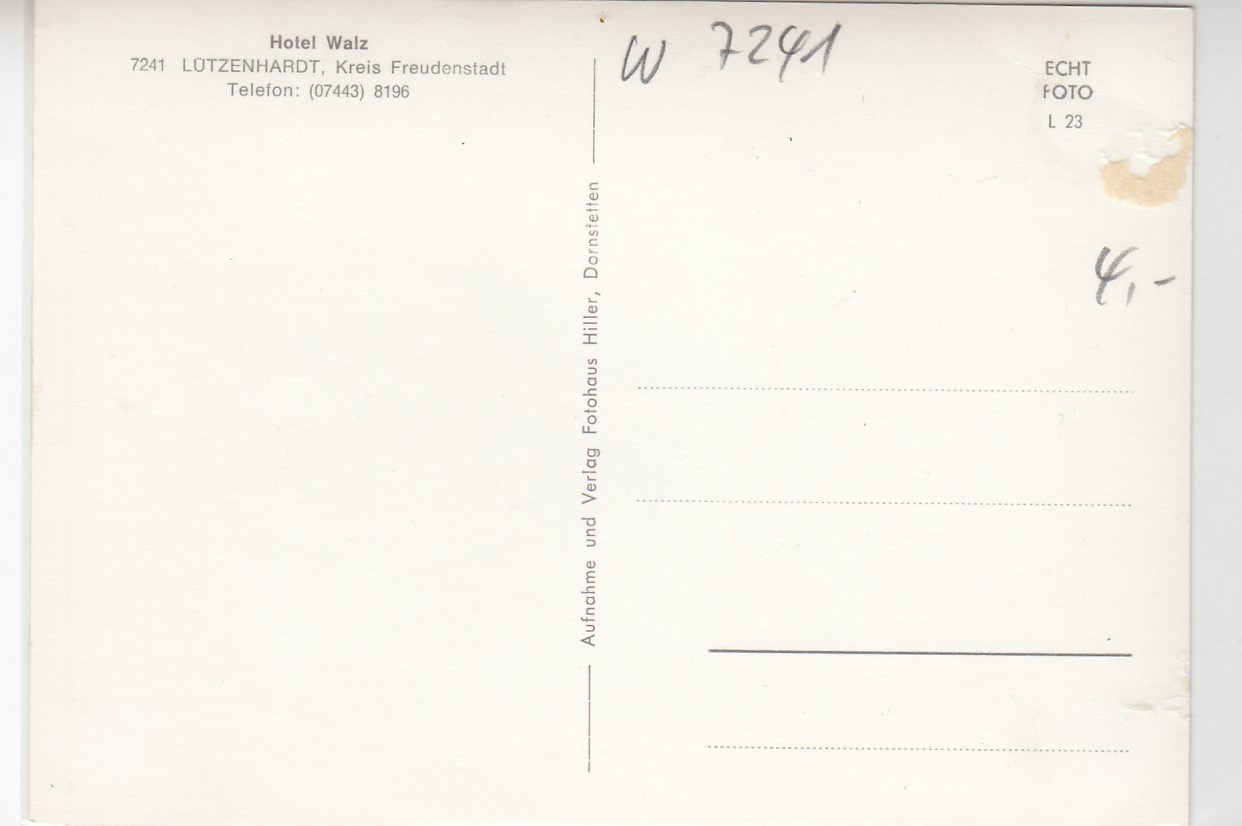 Hotel Walz
7241 LÜTZENHARDT, Kreis Freudenstadt
Telefon: (07443) 8196
Aufnahme und Verlag Fotohaus Hiller, Dornstetten
W 7241
ECHT
FOTO
L 23
4,-